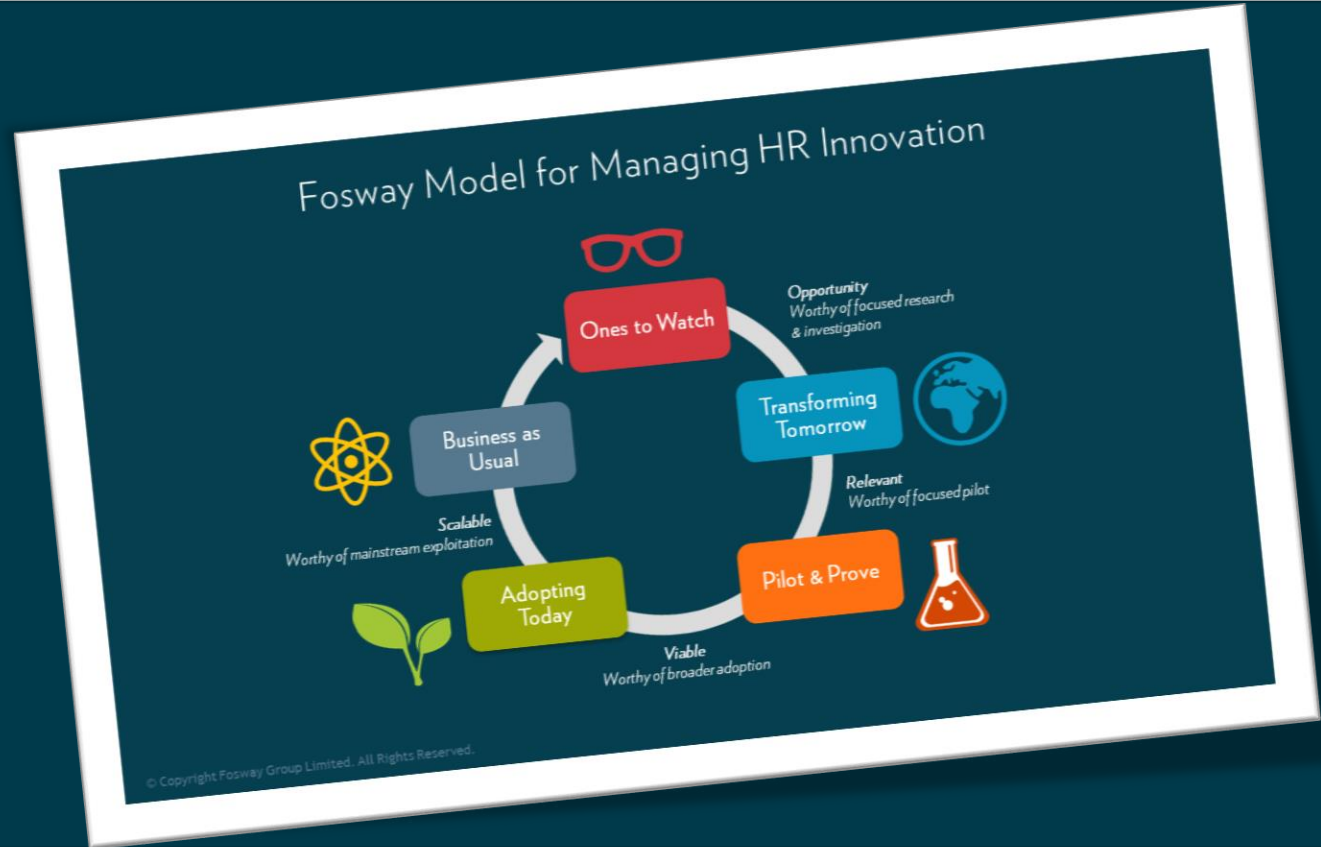 Fosway Model for Managing HR Innovation
Ones to Watch
Opportunity
Worthy of focused research
& investigation
Transforming
Tomorrow
Relevant
Worthy of focused pilot
Pilot & Prove
Viable
Worthy of broader adoption
Adopting
Today
Scalable
Worthy of mainstream exploitation
Business as
Usual
© Copyright Fosway Group Limited. All Rights Reserved.